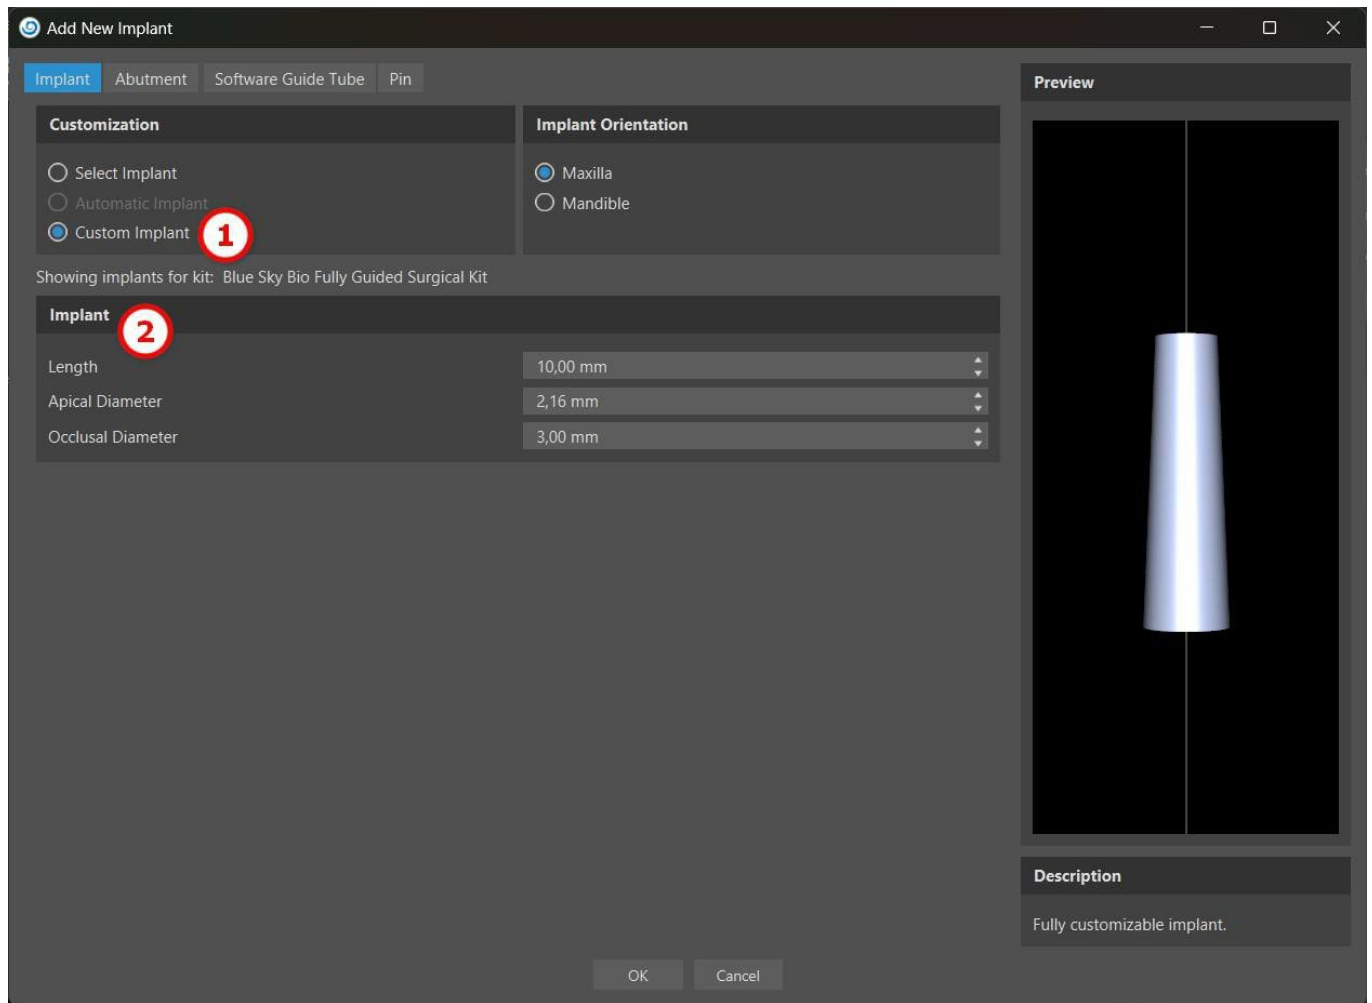 Add New Implant
Implant Abutment Software Guide Tube Pin
Customization
Select Implant
Automatic Implant
Custom Implant 1
Implant Orientation
Maxilla
Mandible
Showing implants for kit: Blue Sky Bio Fully Guided Surgical Kit
Implant 2
Length 10,00 mm
Apical Diameter 2,16 mm
Occlusal Diameter 3,00 mm
Preview
Description
Fully customizable implant.
OK Cancel